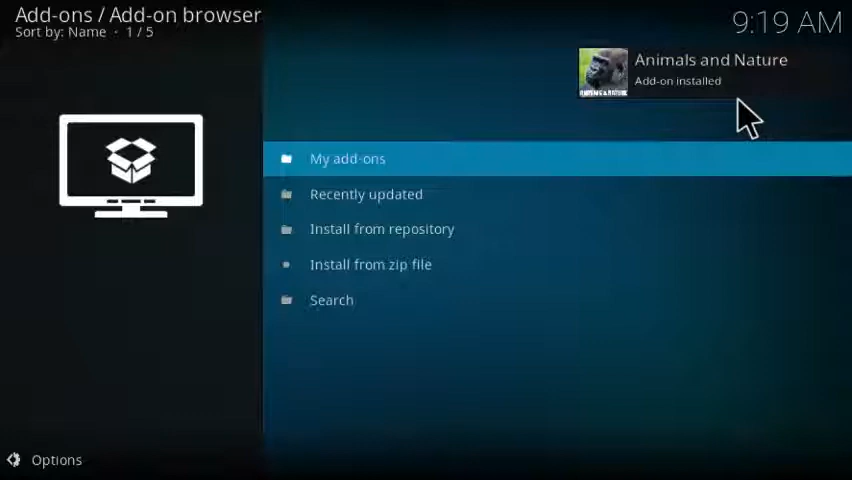 Add-ons / Add-on browser
Sort by: Name · 1 / 5
9:19 AM
Animals and Nature
Add-on installed
My add-ons
Recently updated
Install from repository
Install from zip file
Search
Options